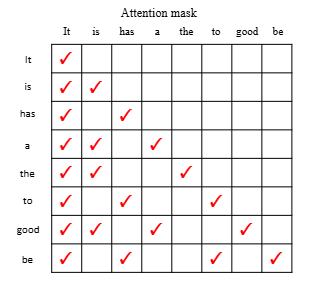 Attention mask
It is has a the to good be
It ✓
is ✓ ✓
has ✓ ✓
a ✓ ✓ ✓
the ✓ ✓ ✓
to ✓ ✓ ✓
good ✓ ✓ ✓ ✓
be ✓ ✓ ✓ ✓